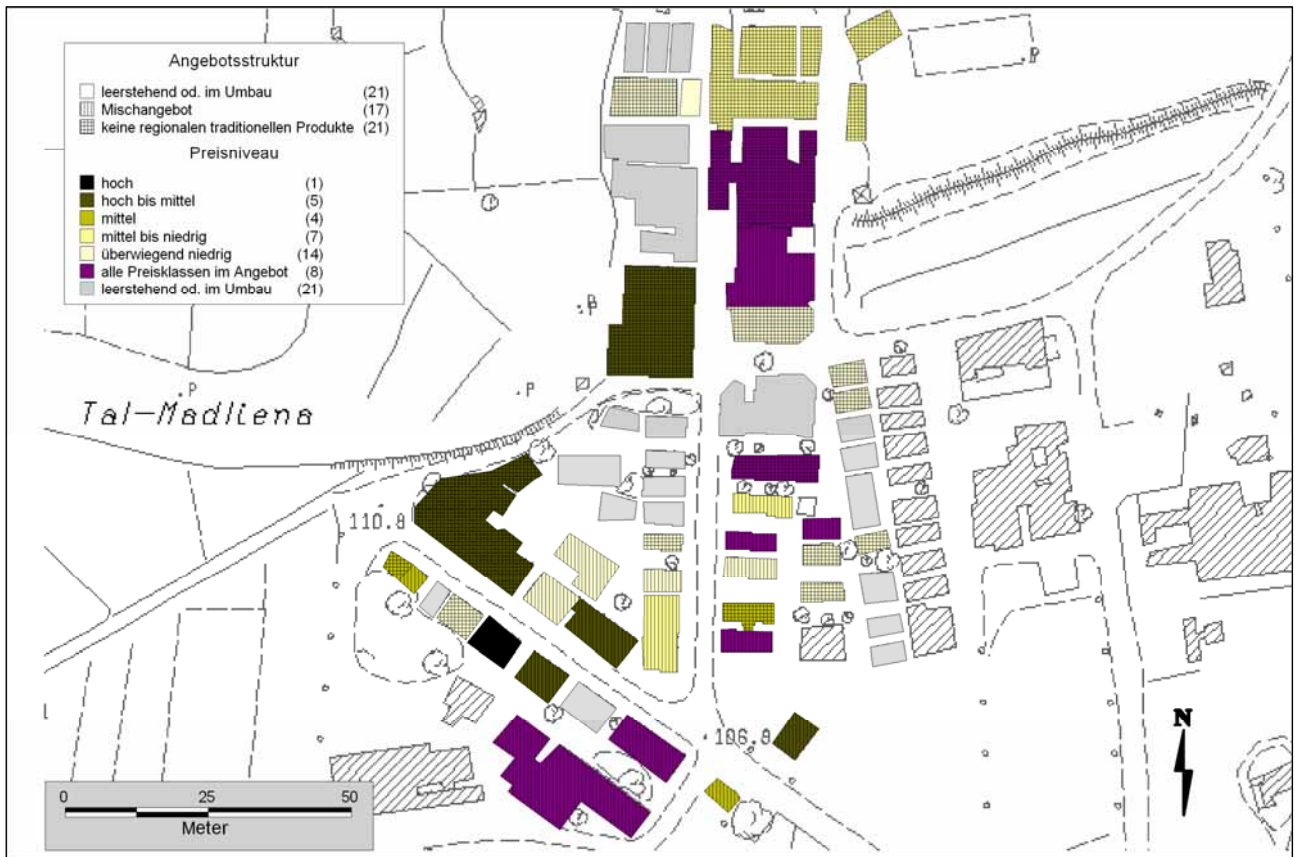 Angebotsstruktur
leerstehend od. im Umbau (21)
Mischangebot (17)
keine regionalen traditionellen Produkte (21)
Preisniveau
hoch (1)
hoch bis mittel (5)
mittel (4)
mittel bis niedrig (7)
überwiegend niedrig (14)
alle Preisklassen im Angebot (8)
leerstehend od. im Umbau (21)
P
P
P
P
Tal-Madliena
110.8
106.8
N
0 25 50
Meter